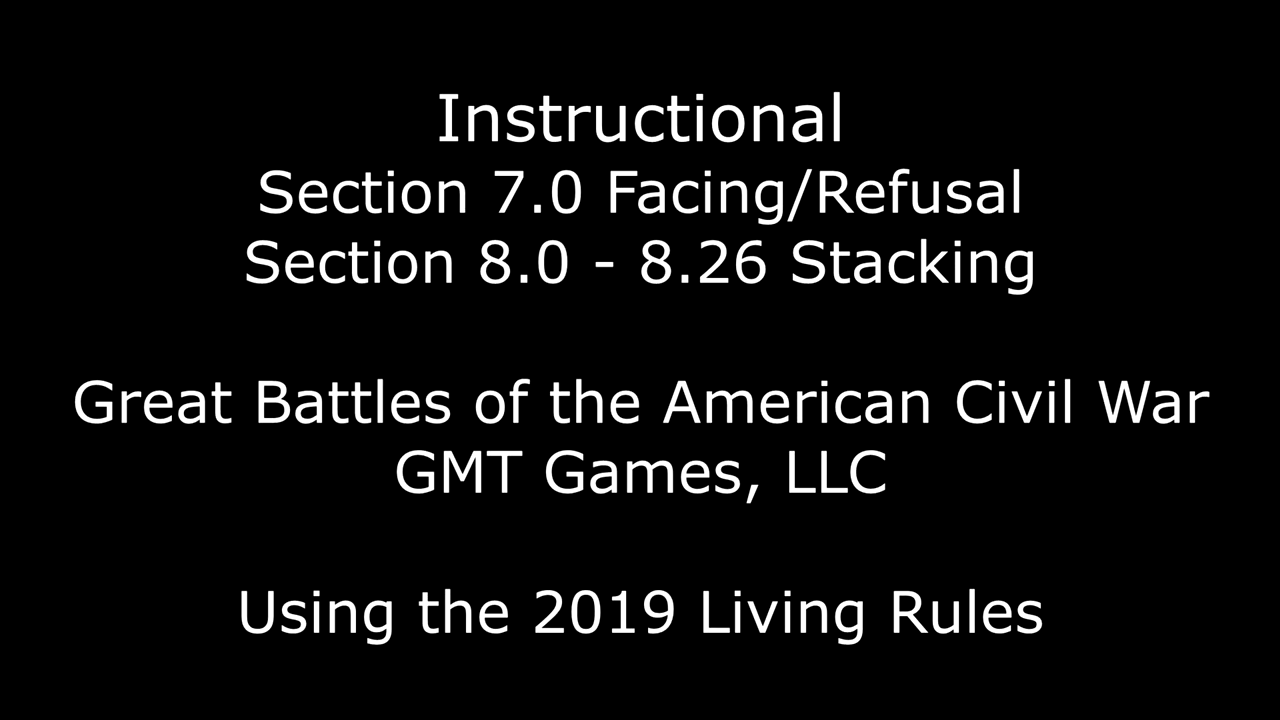 Instructional
Section 7.0 Facing/Refusal
Section 8.0 - 8.26 Stacking
Great Battles of the American Civil War
GMT Games, LLC
Using the 2019 Living Rules